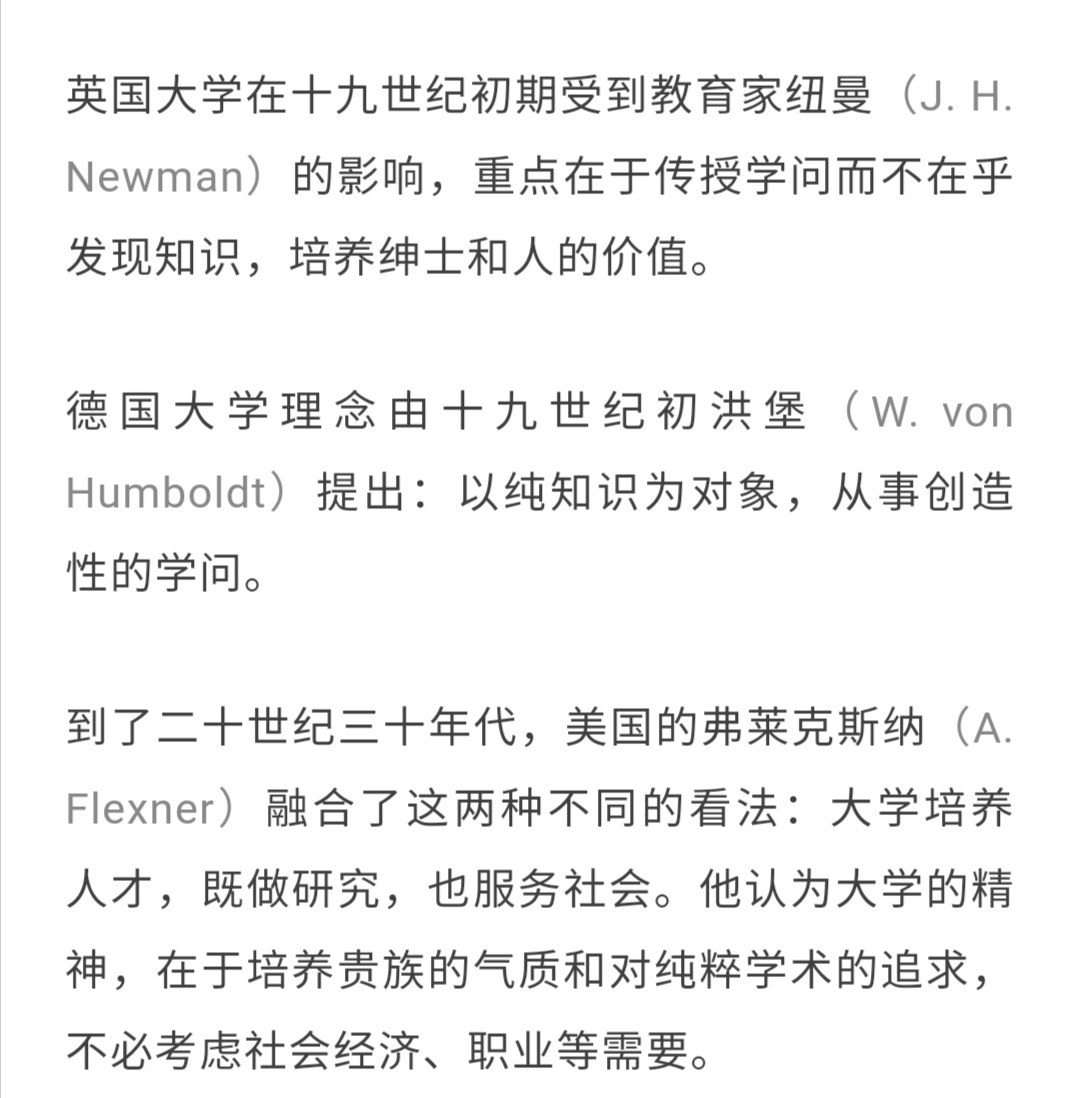 英国大学在十九世纪初期受到教育家纽曼（J. H.
Newman）的影响，重点在于传授学问而不在乎
发现知识，培养绅士和人的价值。
德国大学理念由十九世纪初洪堡（W. von
Humboldt）提出：以纯知识为对象，从事创造
性的学问。
到了二十世纪三十年代，美国的弗莱克斯纳（A.
Flexner）融合了这两种不同的看法：大学培养
人才，既做研究，也服务社会。他认为大学的精
神，在于培养贵族的气质和对纯粹学术的追求，
不必考虑社会经济、职业等需要。